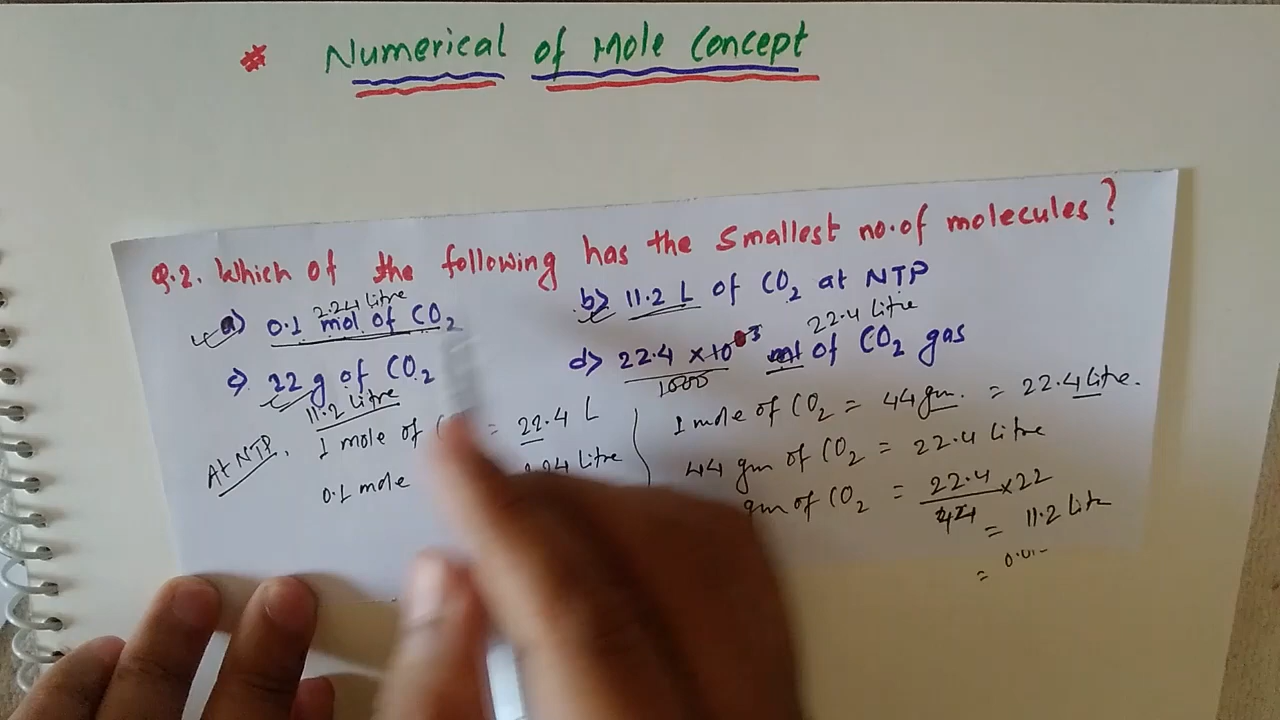 * Numerical of Mole Concept
Q.2. Which of the following has the smallest no. of molecules?
2.24 litre
a) 0.1 mol of CO2
b) 11.2 L of CO2 at NTP
c) 22 g of CO2
11.2 Litre
22.4 litre
d) 22.4 × 10³ ml of CO2 gas
1000
At NTP, 1 mole of = 22.4 L
0.1 mole Litre
1 mole of CO2 = 44 gm. = 22.4 Litre.
44 gm of CO2 = 22.4 Litre
gm of CO2 = 22.4/44 × 22
= 11.2 Litr
=